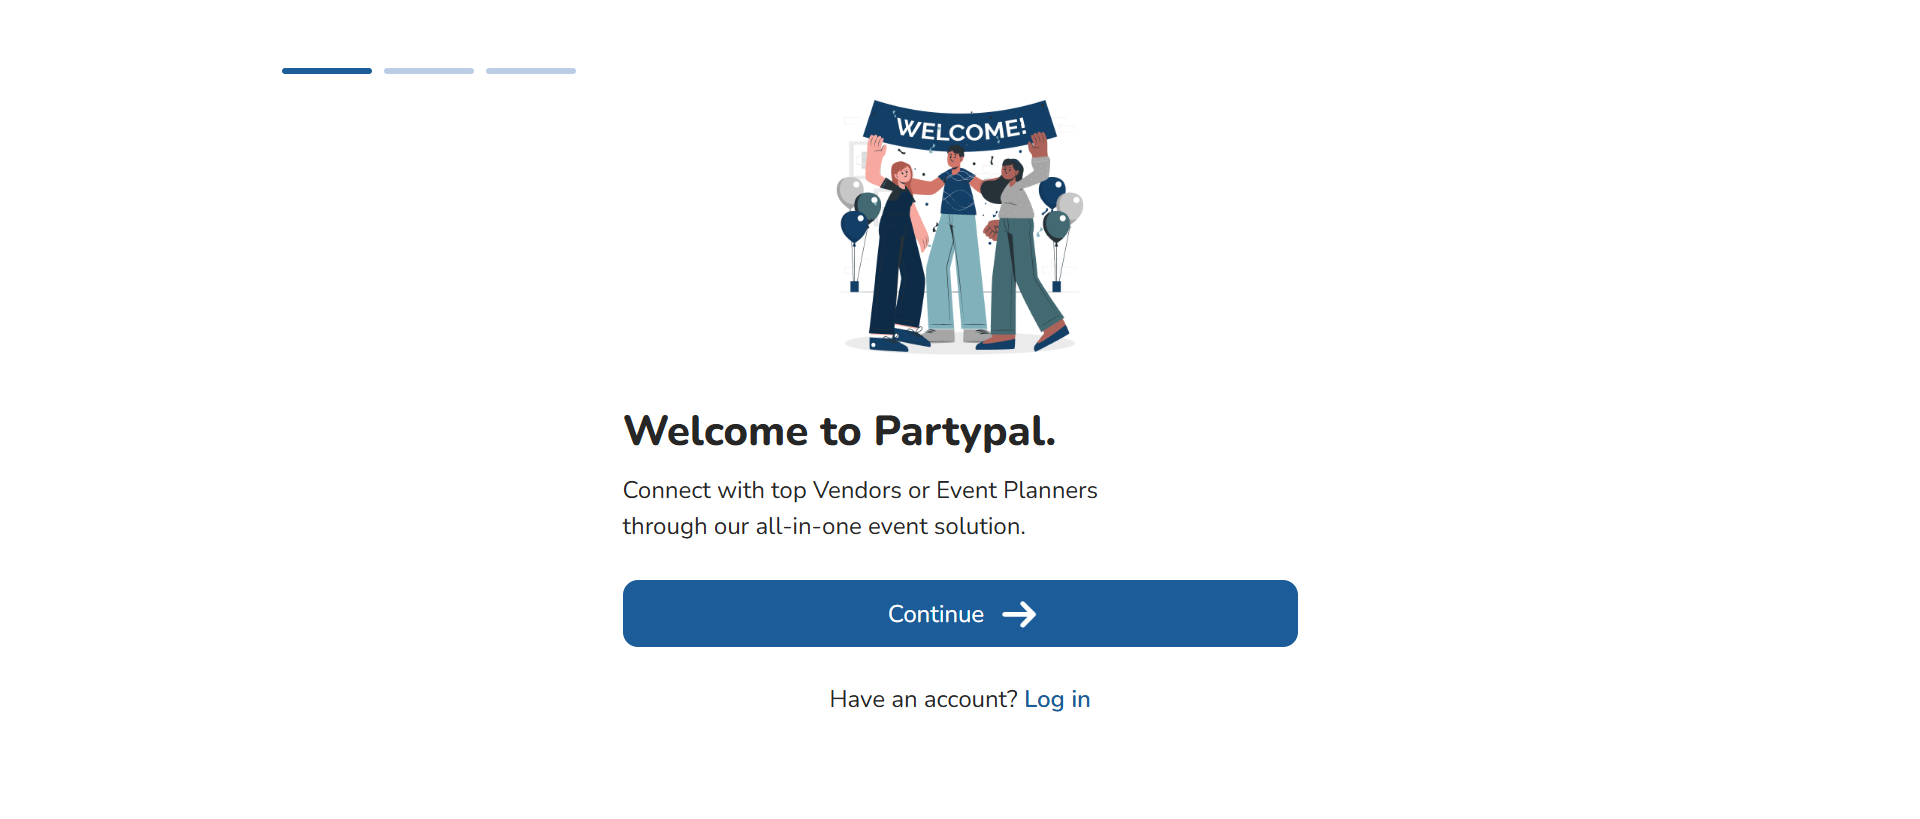 WELCOME!
Welcome to Partypal.
Connect with top Vendors or Event Planners
through our all-in-one event solution.
Continue
Have an account? Log in